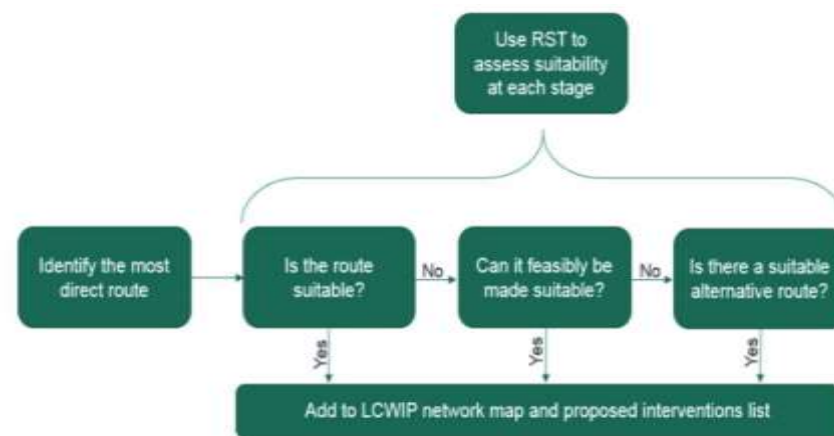 Use RST to
assess suitability
at each stage
Identify the most
direct route
Is the route
suitable?
No
Can it feasibly be
made suitable?
No
Is there a suitable
alternative route?
Yes
Yes
Yes
Add to LCWIP network map and proposed interventions list